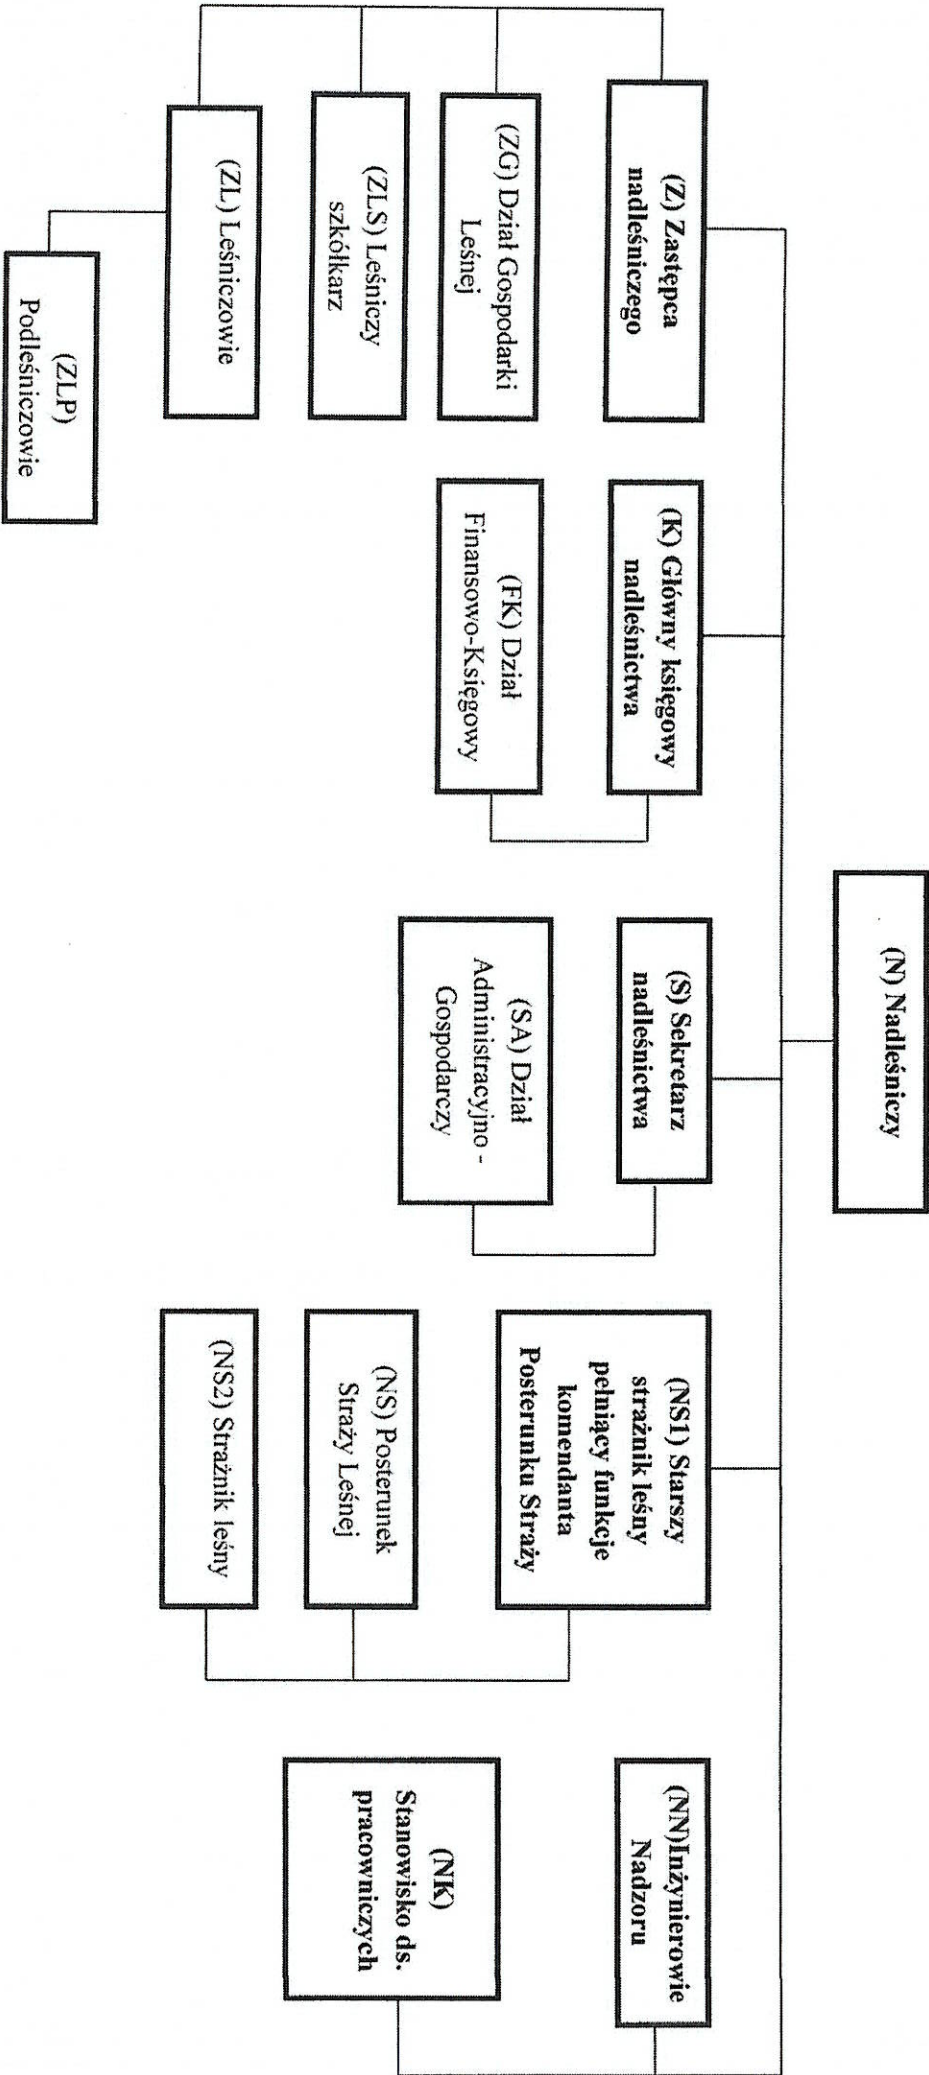 (N) Nadleśniczy
(Z) Zastępca
nadleśniczego
(ZG) Dział Gospodarki
Leśnej
(ZLS) Leśniczy
szkółkarz
(ZL) Leśniczowie
(ZLP)
Podleśniczowie
(K) Główny księgowy
nadleśnictwa
(FK) Dział
Finansowo-Księgowy
(S) Sekretarz
nadleśnictwa
(SA) Dział
Administracyjno -
Gospodarczy
(NS1) Starszy
strażnik leśny
pełniący funkcje
komendanta
Posterunku Straży
(NS) Posterunek
Straży Leśnej
(NS2) Strażnik leśny
(NN)Inżynierowie
Nadzoru
(NK)
Stanowisko ds.
pracowniczych